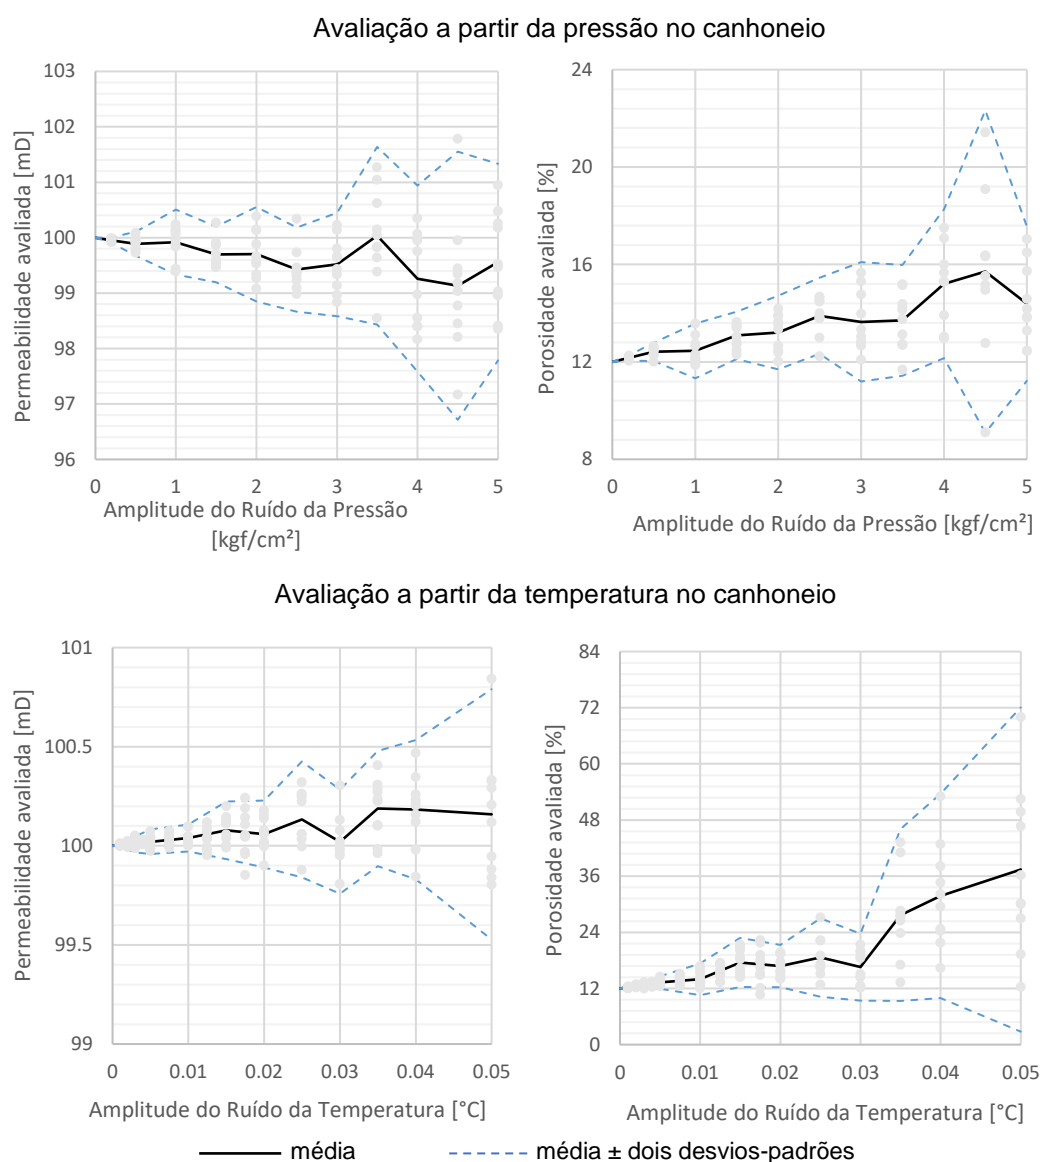 Avaliação a partir da pressão no canhoneio
Permeabilidade avaliada [mD]
103
102
101
100
99
98
97
96
0 1 2 3 4 5
Amplitude do Ruído da Pressão
[kgf/cm²]
Porosidade avaliada [%]
24
20
16
12
8
0 1 2 3 4 5
Amplitude do Ruído da Pressão [kgf/cm²]
Avaliação a partir da temperatura no canhoneio
Permeabilidade avaliada [mD]
101
100.5
100
99.5
99
0 0.01 0.02 0.03 0.04 0.05
Amplitude do Ruído da Temperatura [°C]
Porosidade avaliada [%]
84
72
60
48
36
24
12
0
0 0.01 0.02 0.03 0.04 0.05
Amplitude do Ruído da Temperatura [°C]
média
média ± dois desvios-padrões